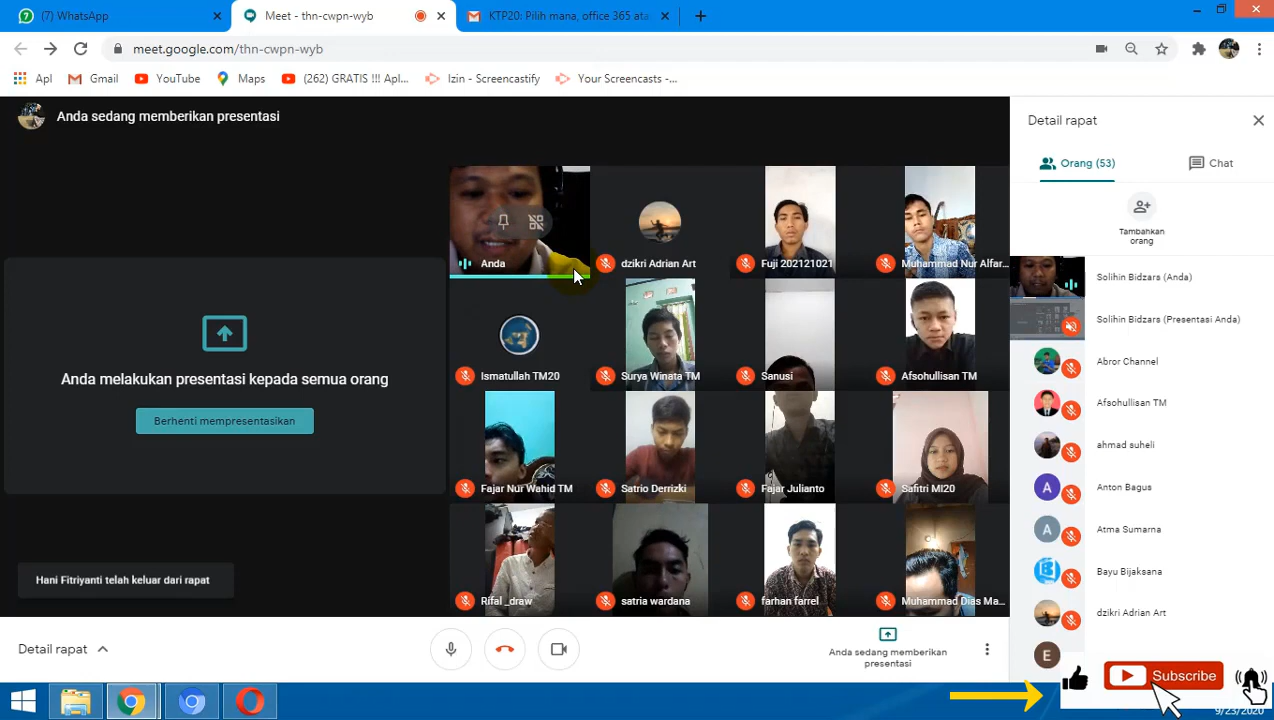 (7) WhatsApp
Meet - thn-cwpn-wyb
KTP20: Pilih mana, office 365 ata
meet.google.com/thn-cwpn-wyb
Apl
Gmail
YouTube
Maps
(262) GRATIS !!! Apl...
Izin - Screencastify
Your Screencasts -...
Anda sedang memberikan presentasi
Anda melakukan presentasi kepada semua orang
Berhenti mempresentasikan
Hani Fitriyanti telah keluar dari rapat
Anda
dzikri Adrian Art
Fuji 202121021
Muhammad Nur Alfar...
Ismatullah TM20
Surya Winata TM
Sanusi
Afsohullisan TM
Fajar Nur Wahid TM
Satrio Derrizki
Fajar Julianto
Safitri MI20
Rifal _draw
satria wardana
farhan farrel
Muhammad Dias Ma...
Detail rapat
Orang (53)
Chat
Tambahkan
orang
Solihin Bidzars (Anda)
Solihin Bidzars (Presentasi Anda)
Abror Channel
Afsohullisan TM
ahmad suheli
A
Anton Bagus
A
Atma Sumarna
Bayu Bijaksana
dzikri Adrian Art
E
Detail rapat
Anda sedang memberikan
presentasi
Subscribe
9/23/2020